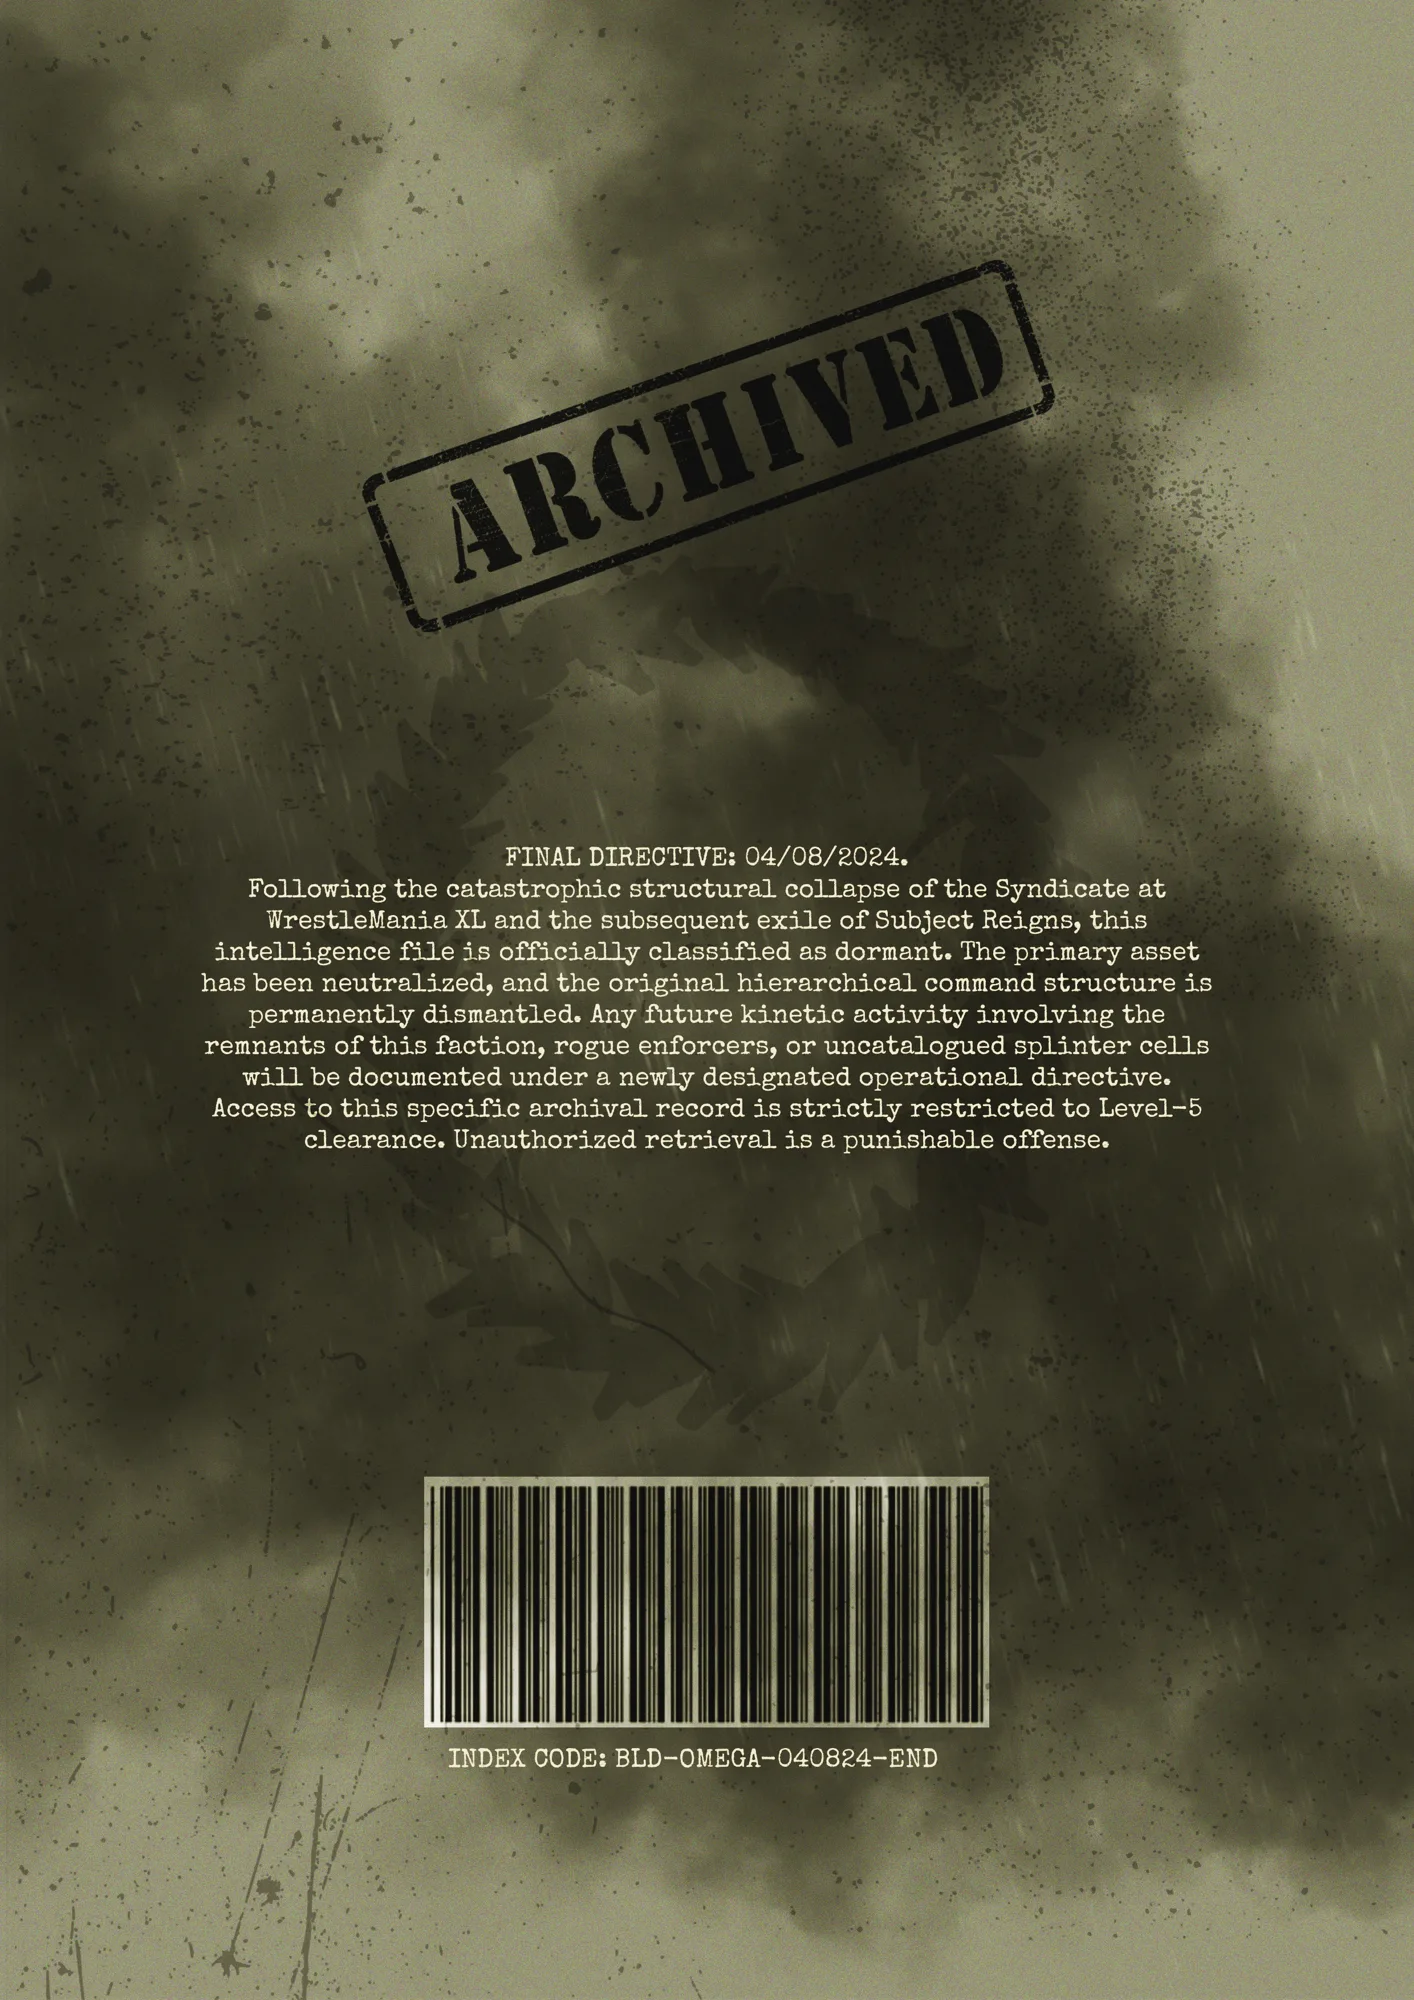 ARCHIVED
FINAL DIRECTIVE: 04/08/2024.
Following the catastrophic structural collapse of the Syndicate at
WrestleMania XL and the subsequent exile of Subject Reigns, this
intelligence file is officially classified as dormant. The primary asset
has been neutralized, and the original hierarchical command structure is
permanently dismantled. Any future kinetic activity involving the
remnants of this faction, rogue enforcers, or uncatalogued splinter cells
will be documented under a newly designated operational directive.
Access to this specific archival record is strictly restricted to Level-5
clearance. Unauthorized retrieval is a punishable offense.
INDEX CODE: BLD-OMEGA-040824-END